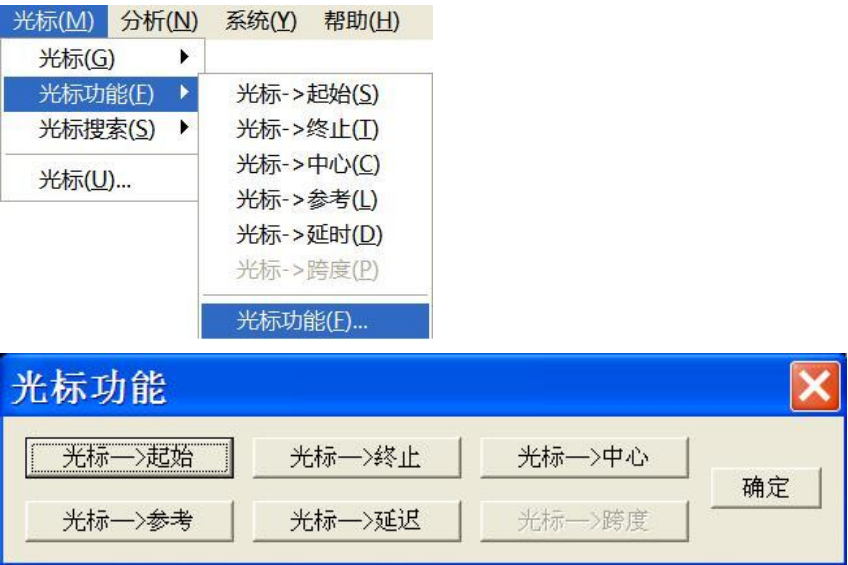 光标(M) 分析(N) 系统(Y) 帮助(H)
光标(G)
光标功能(F)
光标搜索(S)
光标(U)...
光标->起始(S)
光标->终止(T)
光标->中心(C)
光标->参考(L)
光标->延时(D)
光标->跨度(P)
光标功能(F)...
光标功能
光标—>起始 光标—>终止 光标—>中心
确定
光标—>参考 光标—>延迟 光标—>跨度